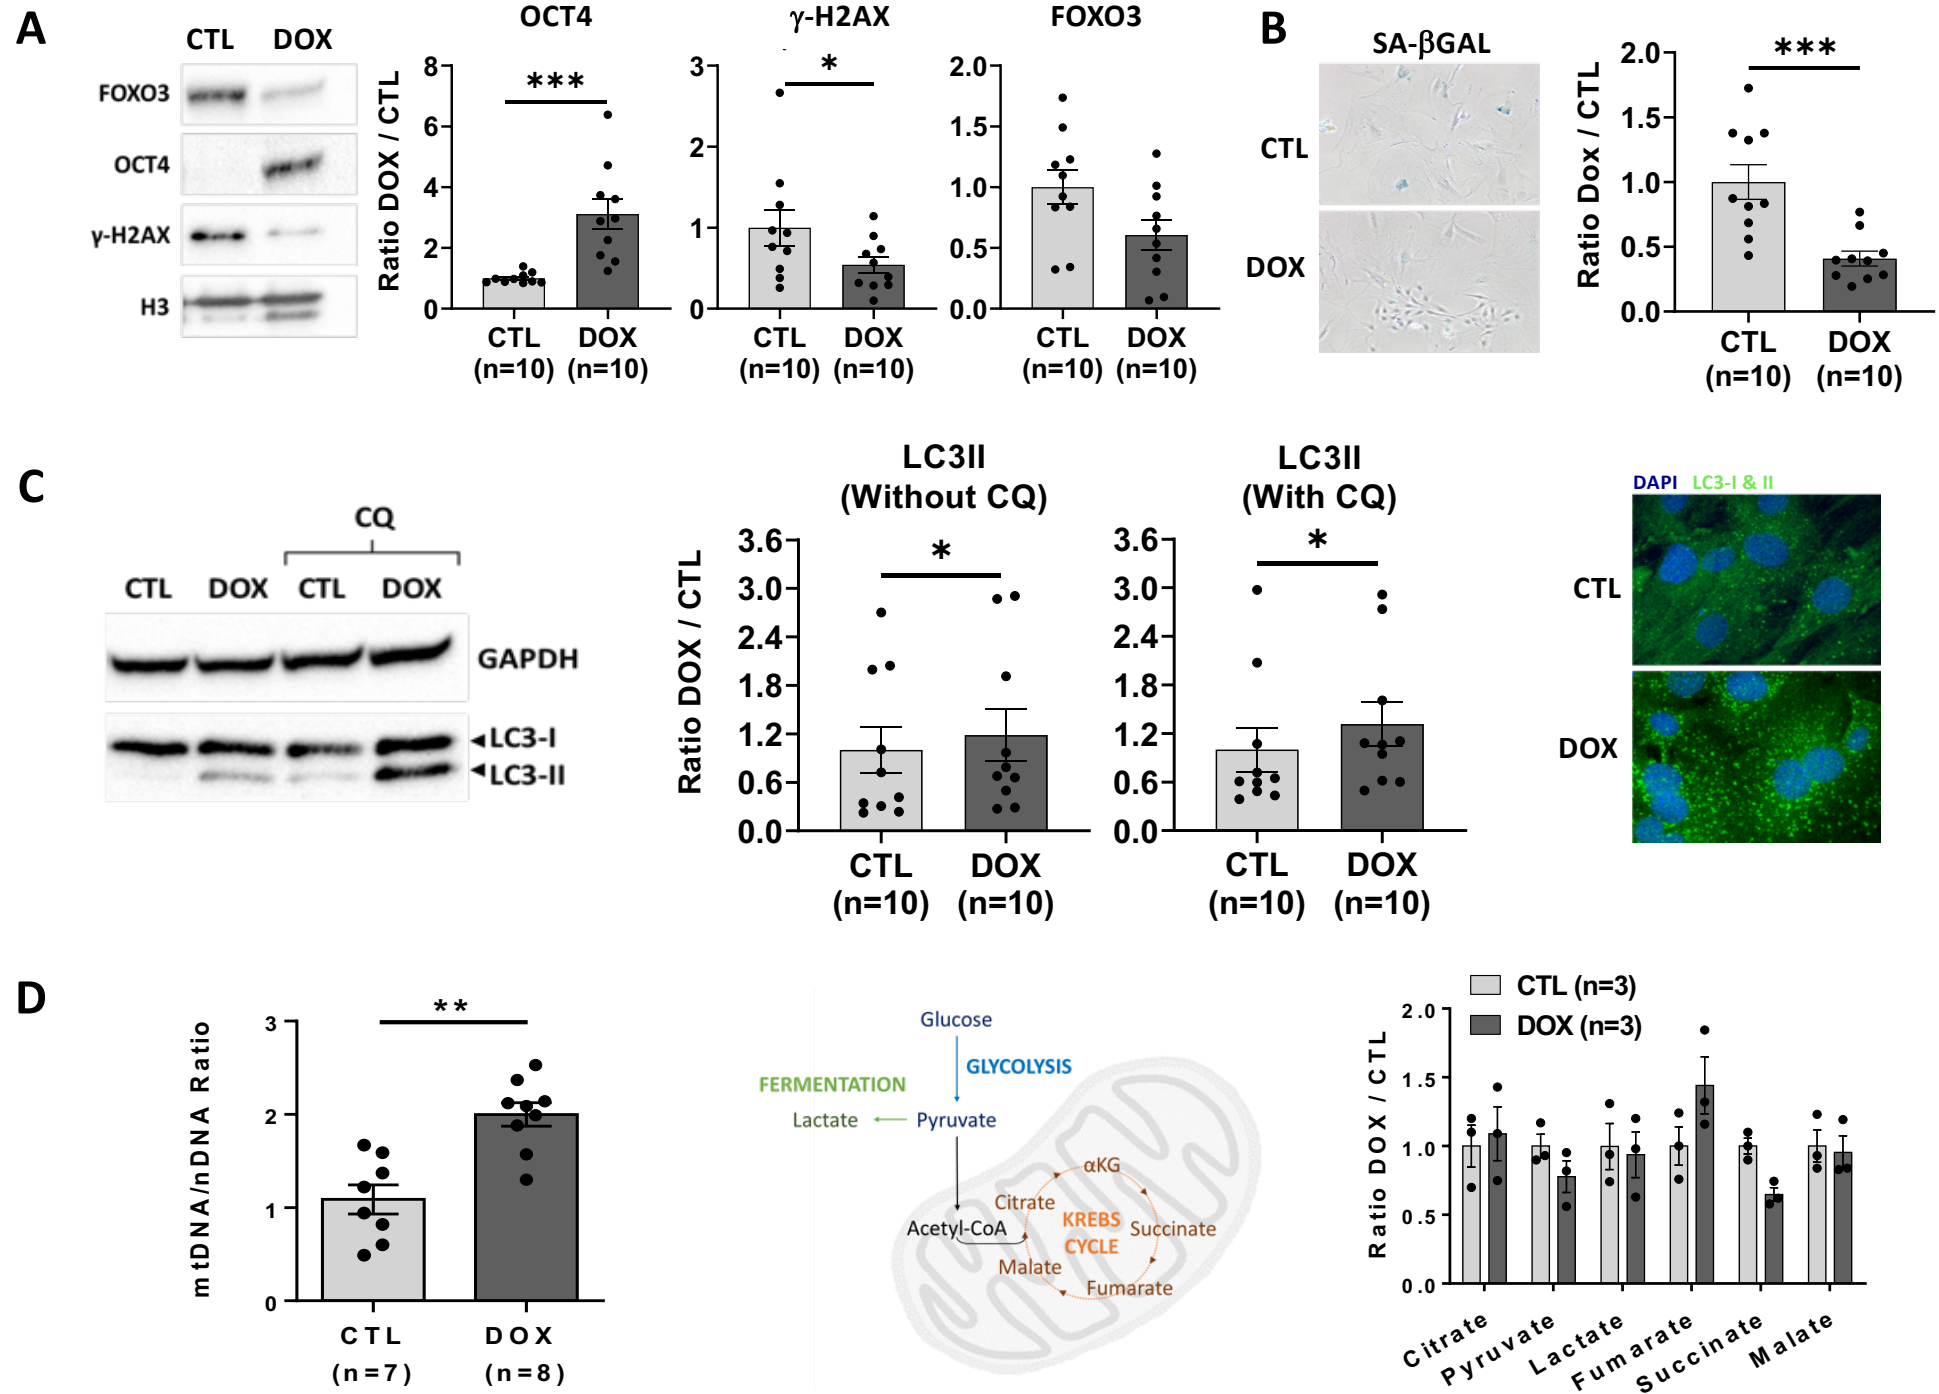 A
CTL DOX
FOXO3
OCT4
γ-H2AX
H3
OCT4
Ratio DOX / CTL
8
6
4
2
0
***
CTL DOX
(n=10) (n=10)
γ-H2AX
3
2
1
0
*
CTL DOX
(n=10) (n=10)
FOXO3
2.0
1.5
1.0
0.5
0.0
CTL DOX
(n=10) (n=10)
B
SA-βGAL
CTL
DOX
Ratio Dox / CTL
2.0
1.5
1.0
0.5
0.0
***
CTL DOX
(n=10) (n=10)
C
CQ
CTL DOX CTL DOX
GAPDH
◄LC3-I
◄LC3-II
LC3II
(Without CQ)
Ratio DOX / CTL
3.6
3.0
2.4
1.8
1.2
0.6
0.0
*
CTL DOX
(n=10) (n=10)
LC3II
(With CQ)
3.6
3.0
2.4
1.8
1.2
0.6
0.0
*
CTL DOX
(n=10) (n=10)
DAPI LC3-I & II
CTL
DOX
D
mtDNA/nDNA Ratio
3
2
1
0
**
CTL DOX
(n=7) (n=8)
Glucose
GLYCOLYSIS
FERMENTATION
Lactate Pyruvate
αKG
Citrate
Acetyl-CoA
KREBS
CYCLE
Succinate
Malate
Fumarate
CTL (n=3)
DOX (n=3)
Ratio DOX / CTL
2.0
1.5
1.0
0.5
0.0
Citrate
Pyruvate
Lactate
Fumarate
Succinate
Malate